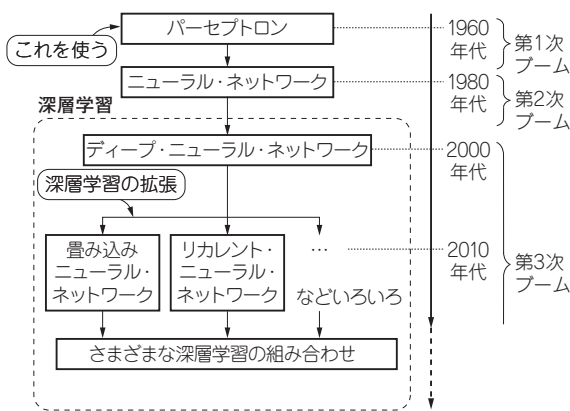 パーセプトロン
1960
年代
第1次
ブーム
これを使う
ニューラル・ネットワーク
1980
年代
第2次
ブーム
深層学習
ディープ・ニューラル・ネットワーク
2000
年代
深層学習の拡張
畳み込み
ニューラル・
ネットワーク
リカレント・
ニューラル・
ネットワーク
…
などいろいろ
2010
年代
第3次
ブーム
さまざまな深層学習の組み合わせ